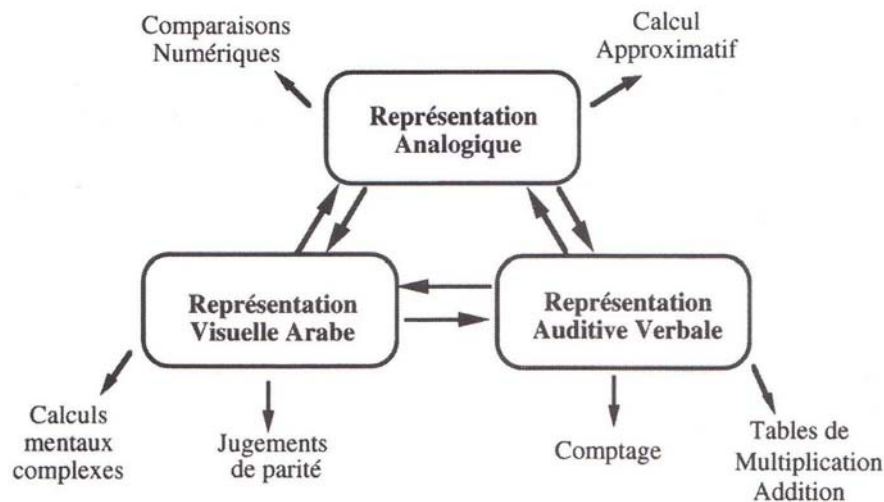 Comparaisons
Numériques
Calcul
Approximatif
Représentation
Analogique
Représentation
Visuelle Arabe
Représentation
Auditive Verbale
Calculs
mentaux
complexes
Jugements
de parité
Comptage
Tables de
Multiplication
Addition